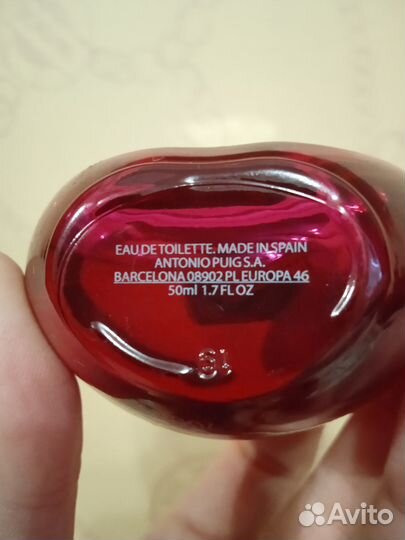 EAU DE TOILETTE. MADE IN SPAIN
ANTONIO PUIG S.A.
BARCELONA 08902 PL EUROPA 46
50ml 1.7 FL OZ
Avito